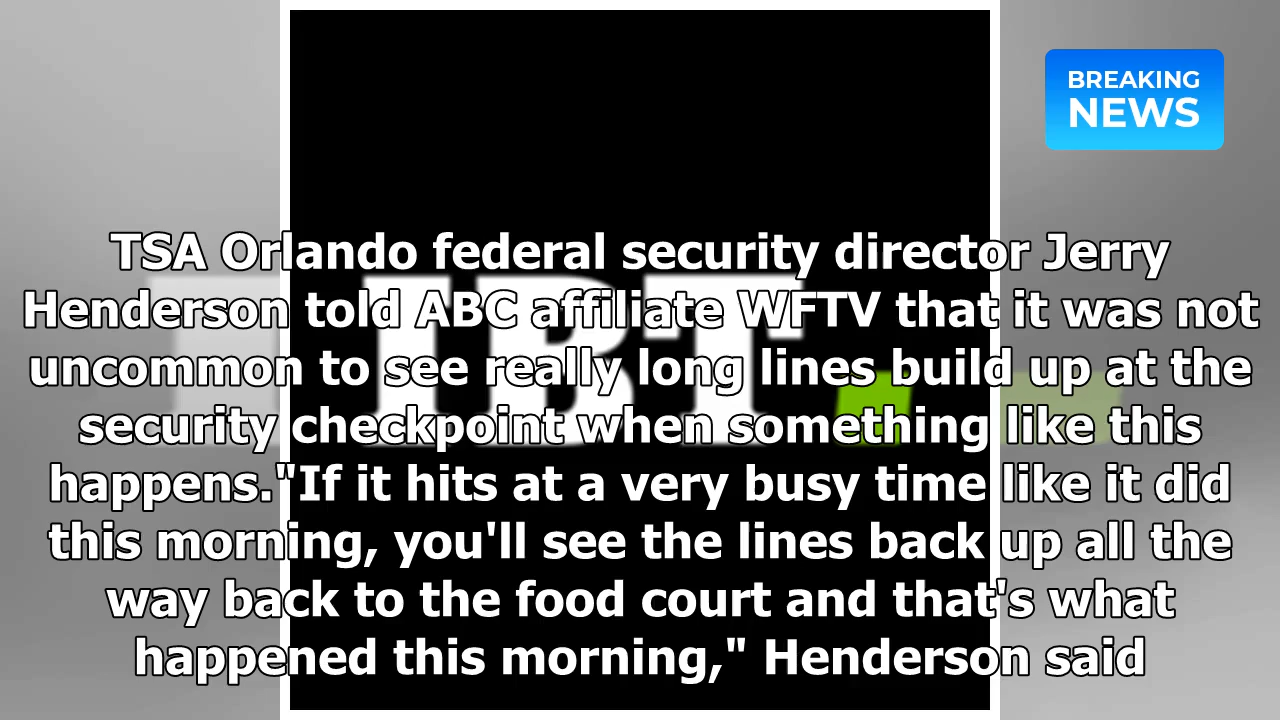 BREAKING
NEWS
TSA Orlando federal security director Jerry
Henderson told ABC affiliate WFTV that it was not
uncommon to see really long lines build up at the
security checkpoint when something like this
happens."If it hits at a very busy time like it did
this morning, you'll see the lines back up all the
way back to the food court and that's what
happened this morning," Henderson said
IBT